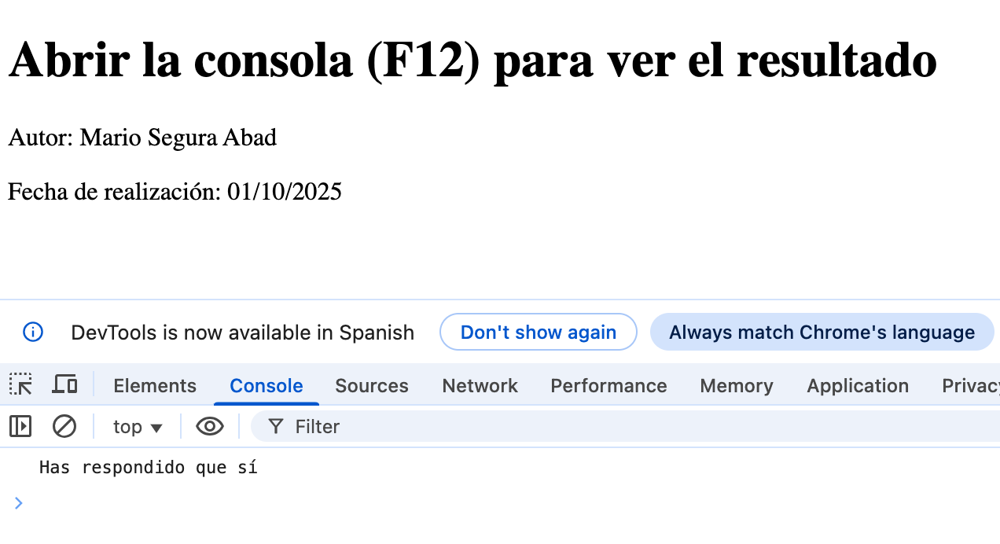 Abrir la consola (F12) para ver el resultado
Autor: Mario Segura Abad
Fecha de realización: 01/10/2025
DevTools is now available in Spanish Don't show again Always match Chrome's language
Elements Console Sources Network Performance Memory Application Privacy
top Filter
Has respondido que sí